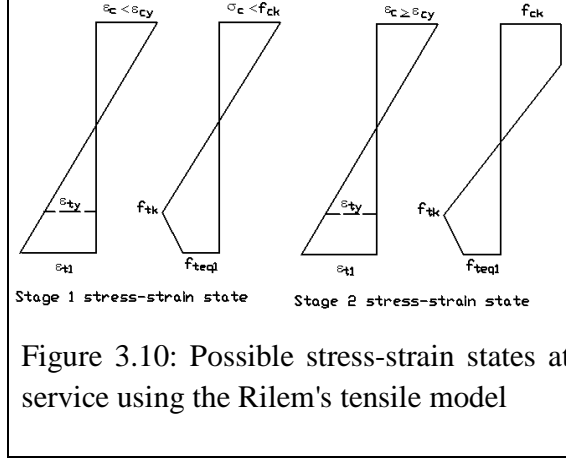 εc < εcy
σc < fck
εc ≥ εcy
fck
εty
ftk
εty
ftk
εt1
fteq1
εt1
fteq1
Stage 1 stress-strain state
Stage 2 stress-strain state
Figure 3.10: Possible stress-strain states at
service using the Rilem's tensile model